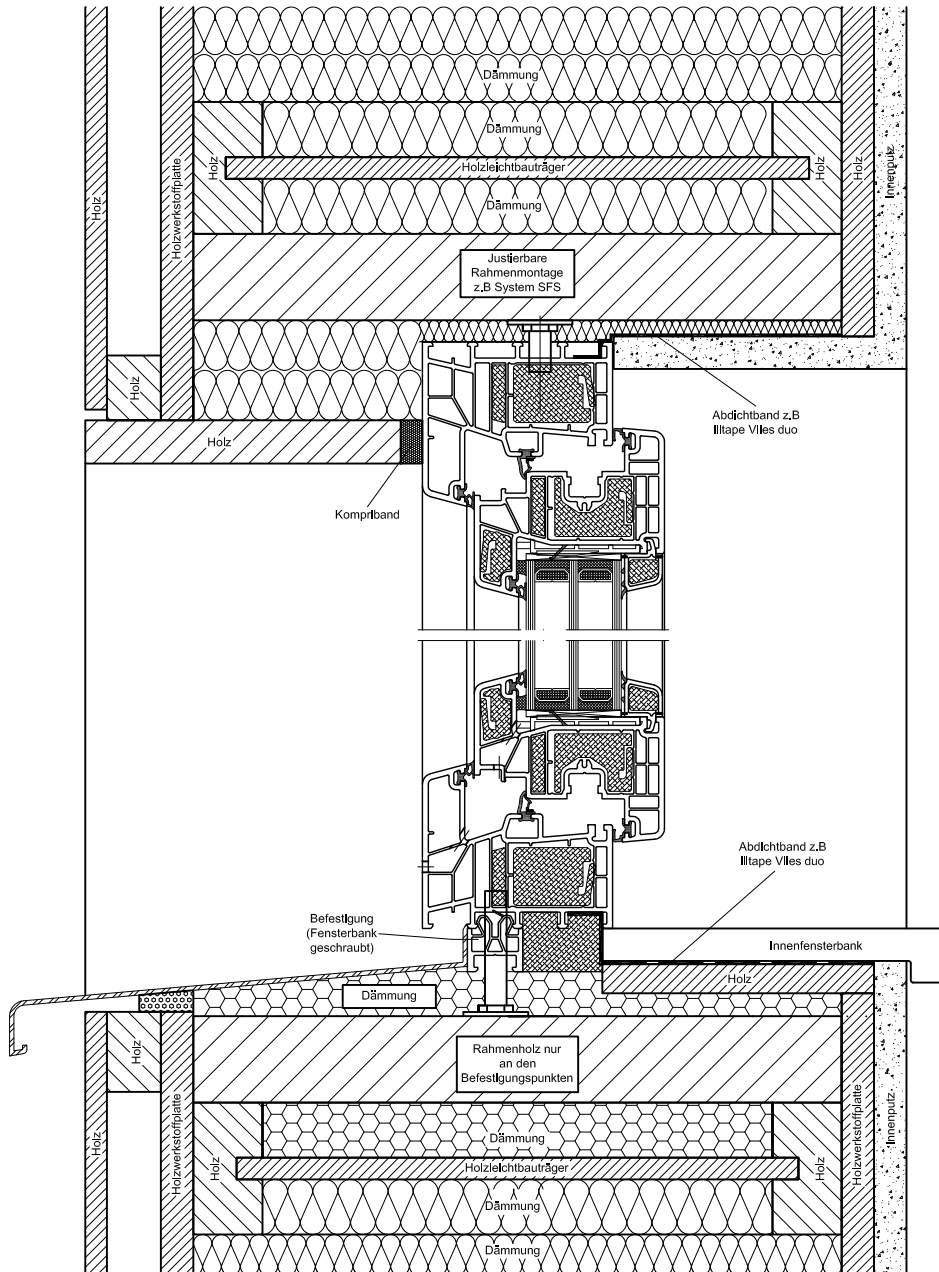 Dämmung
Dämmung
Holz
Holzleichtbauträger
Holz
Dämmung
Holz
Holzwerkstoffplatte
Holz
Innenputz
Justierbare
Rahmenmontage
z.B System SFS
Holz
Holz
Abdichtband z.B
Illtape Vlies duo
Kompriband
Abdichtband z.B
Illtape Vlies duo
Befestigung
(Fensterbank
geschraubt)
Innenfensterbank
Holz
Dämmung
Holz
Rahmenholz nur
an den
Befestigungspunkten
Holz
Holzwerkstoffplatte
Dämmung
Holz
Holzleichtbauträger
Holz
Dämmung
Holzwerkstoffplatte
Innenputz
Dämmung